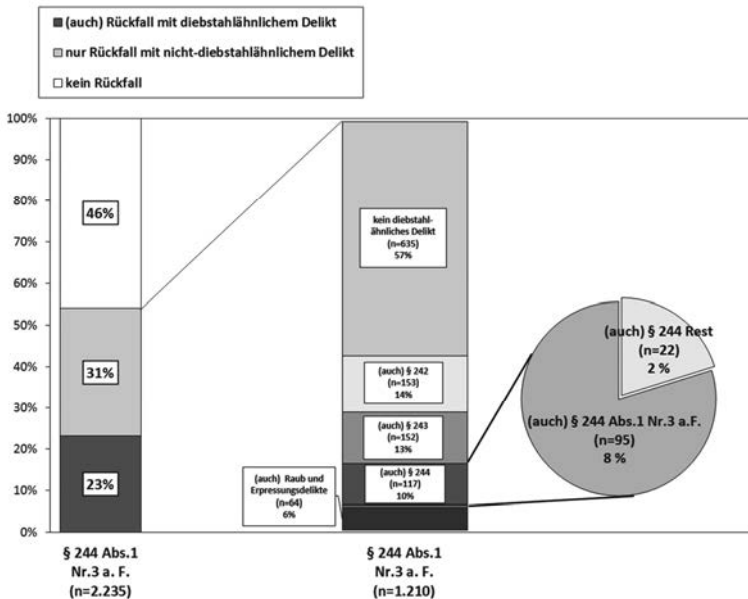 (auch) Rückfall mit diebstahlähnlichem Delikt
nur Rückfall mit nicht-diebstahlähnlichem Delikt
kein Rückfall
100%
90%
80%
70%
60%
50%
40%
30%
20%
10%
0%
46%
31%
23%
kein diebstahl-
ähnliches Delikt
(n=635)
57%
(auch) § 242
(n=153)
14%
(auch) § 243
(n=152)
13%
(auch) § 244
(n=117)
10%
(auch) Raub und
Erpressungsdelikte
(n=64)
6%
(auch) § 244 Rest
(n=22)
2 %
(auch) § 244 Abs.1 Nr.3 a.F.
(n=95)
8 %
§ 244 Abs.1
Nr.3 a. F.
(n=2.235)
§ 244 Abs.1
Nr.3 a. F.
(n=1.210)